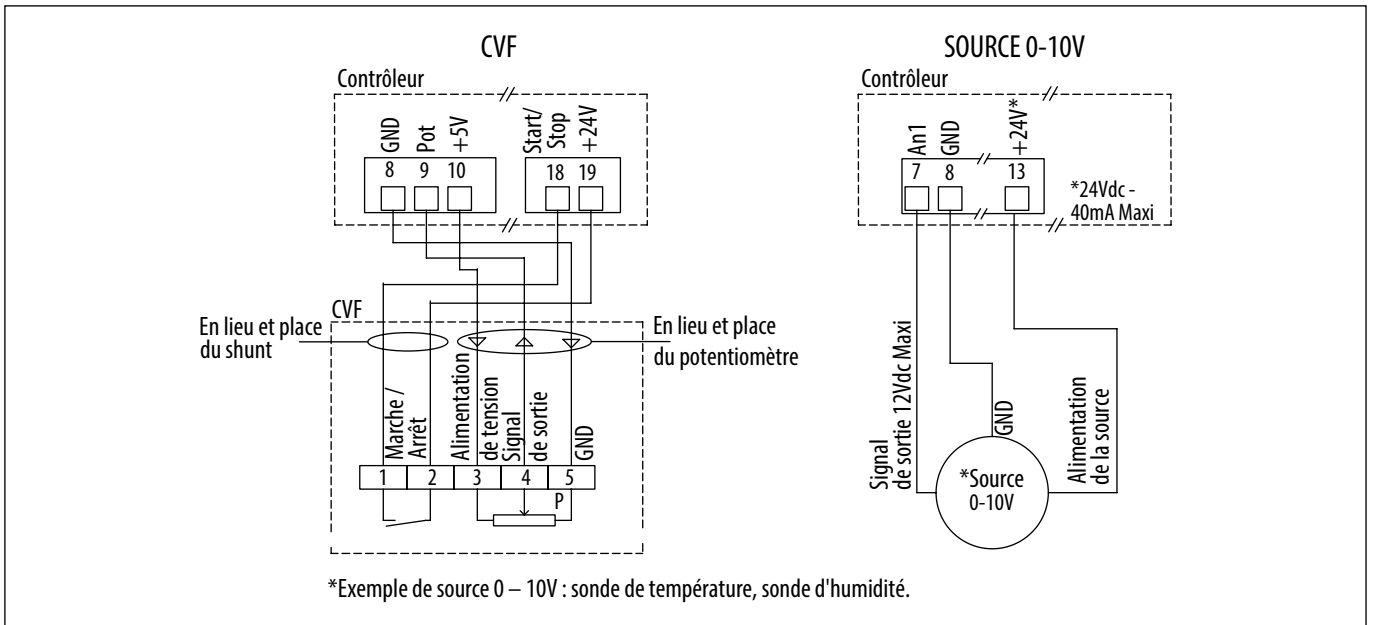 CVF
Contrôleur
GND
Pot
+5V
Start/
Stop
+24V
8 9 10 18 19
CVF
En lieu et place
du shunt
En lieu et place
du potentiomètre
Marche /
Arrêt
Alimentation
de tension
Signal
de sortie
GND
1 2 3 4 5
P
SOURCE 0-10V
Contrôleur
An1
GND
+24V*
7 8 13
*24Vdc -
40mA Maxi
Signal
de sortie 12Vdc Maxi
GND
Alimentation
de la source
*Source
0-10V
*Exemple de source 0 – 10V : sonde de température, sonde d'humidité.